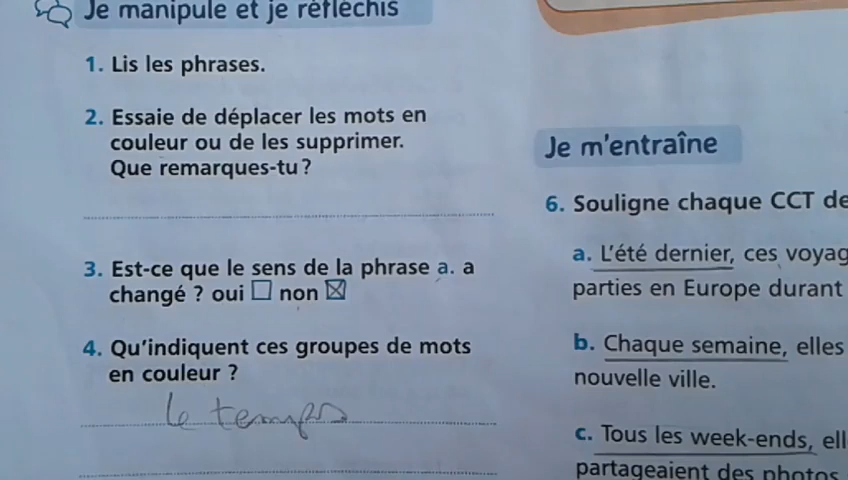 Je manipule et je réfléchis
1. Lis les phrases.
2. Essaie de déplacer les mots en
couleur ou de les supprimer.
Que remarques-tu ?
3. Est-ce que le sens de la phrase a. a
changé ? oui ☐ non ☒
4. Qu'indiquent ces groupes de mots
en couleur ?
le temps
Je m'entraîne
6. Souligne chaque CCT de
a. L'été dernier, ces voyag
parties en Europe durant
b. Chaque semaine, elles
nouvelle ville.
c. Tous les week-ends, ell
partageaient des photos